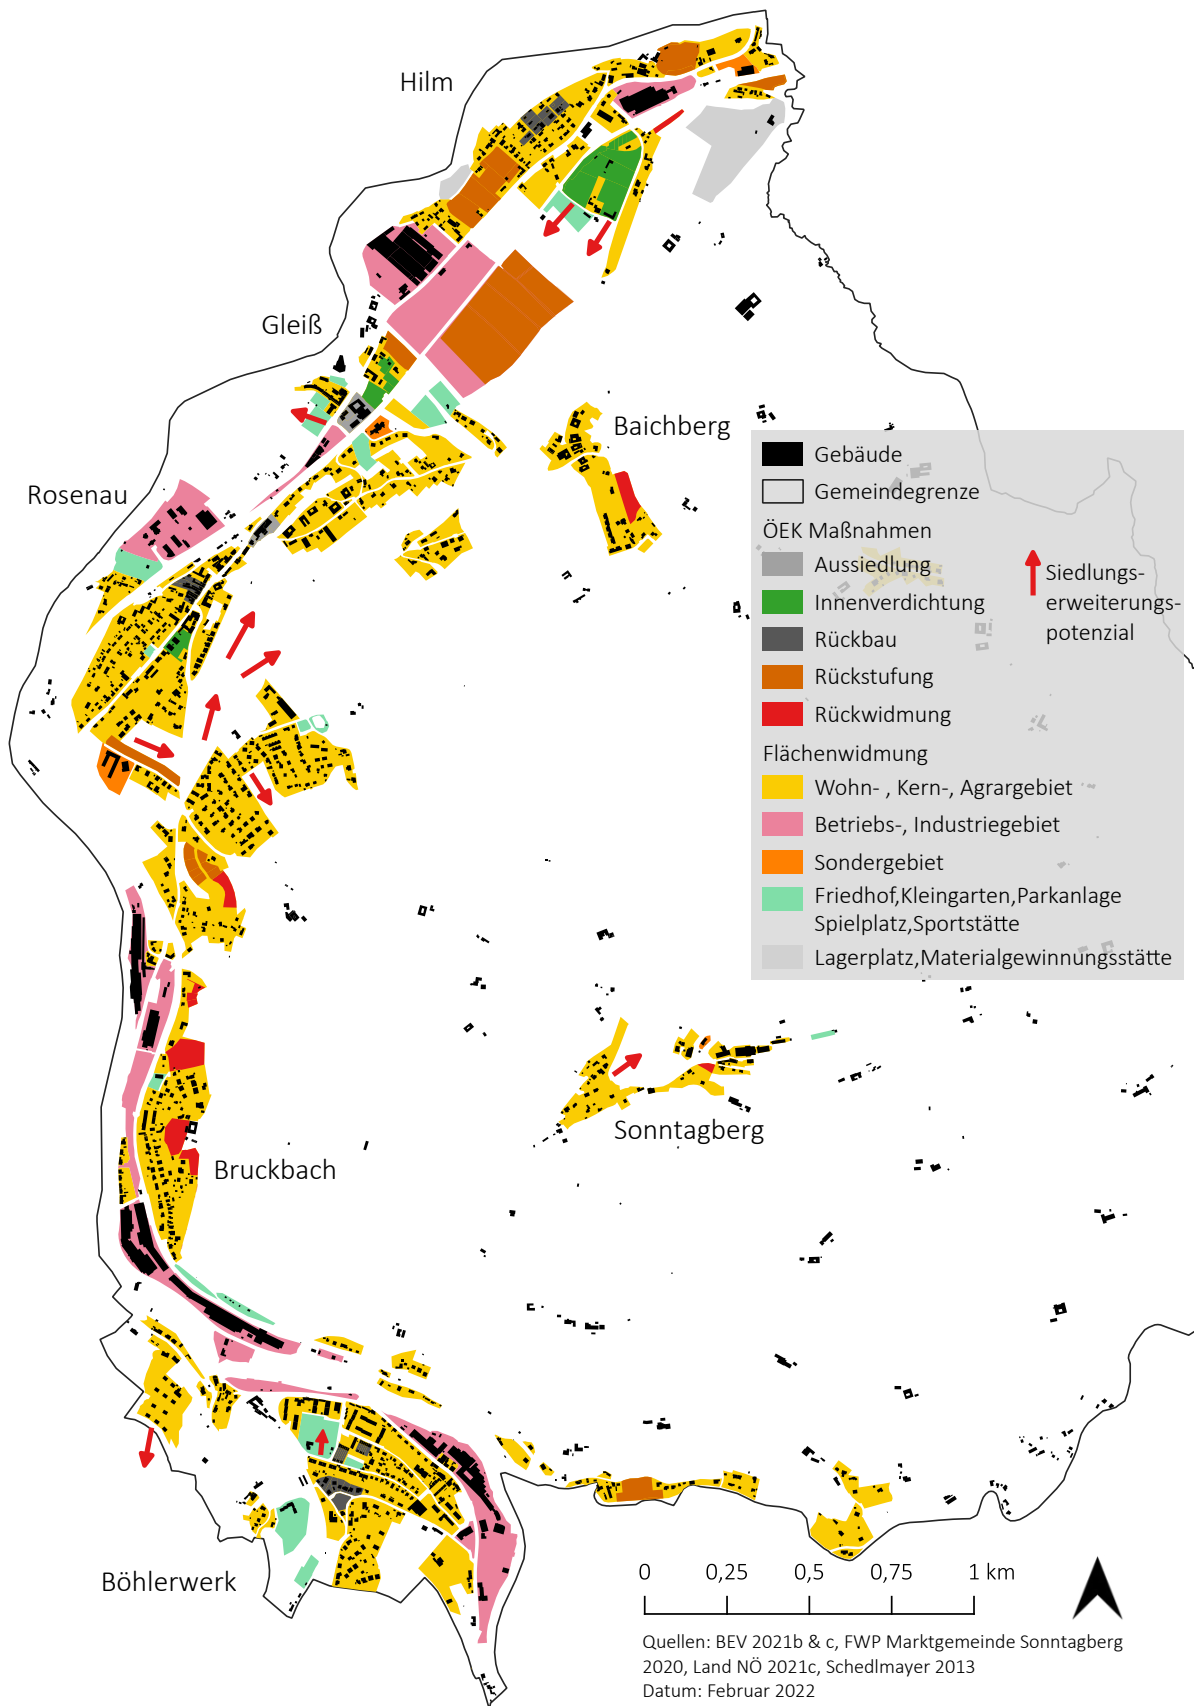 Hilm
Gleiß
Baichberg
Rosenau
Gebäude
Gemeindegrenze
ÖEK Maßnahmen
Aussiedlung
Innenverdichtung
Rückbau
Rückstufung
Rückwidmung
Siedlungs-
erweiterungs-
potenzial
Flächenwidmung
Wohn- , Kern-, Agrargebiet
Betriebs-, Industriegebiet
Sondergebiet
Friedhof,Kleingarten,Parkanlage
Spielplatz,Sportstätte
Lagerplatz,Materialgewinnungsstätte
Sonntagberg
Bruckbach
Böhlerwerk
0 0,25 0,5 0,75 1 km
Quellen: BEV 2021b & c, FWP Marktgemeinde Sonntagberg
2020, Land NÖ 2021c, Schedlmayer 2013
Datum: Februar 2022